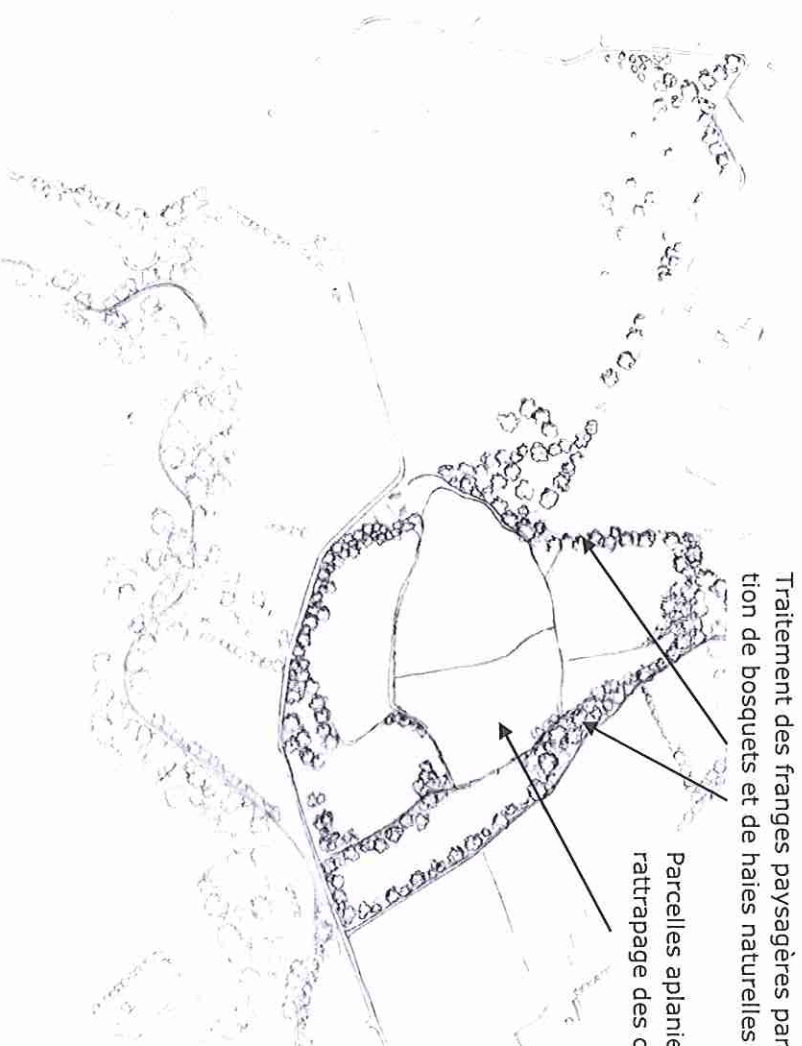 Traitement des franges paysagères par
tion de bosquets et de haies naturelles
Parcelles aplanie
rattrapage des